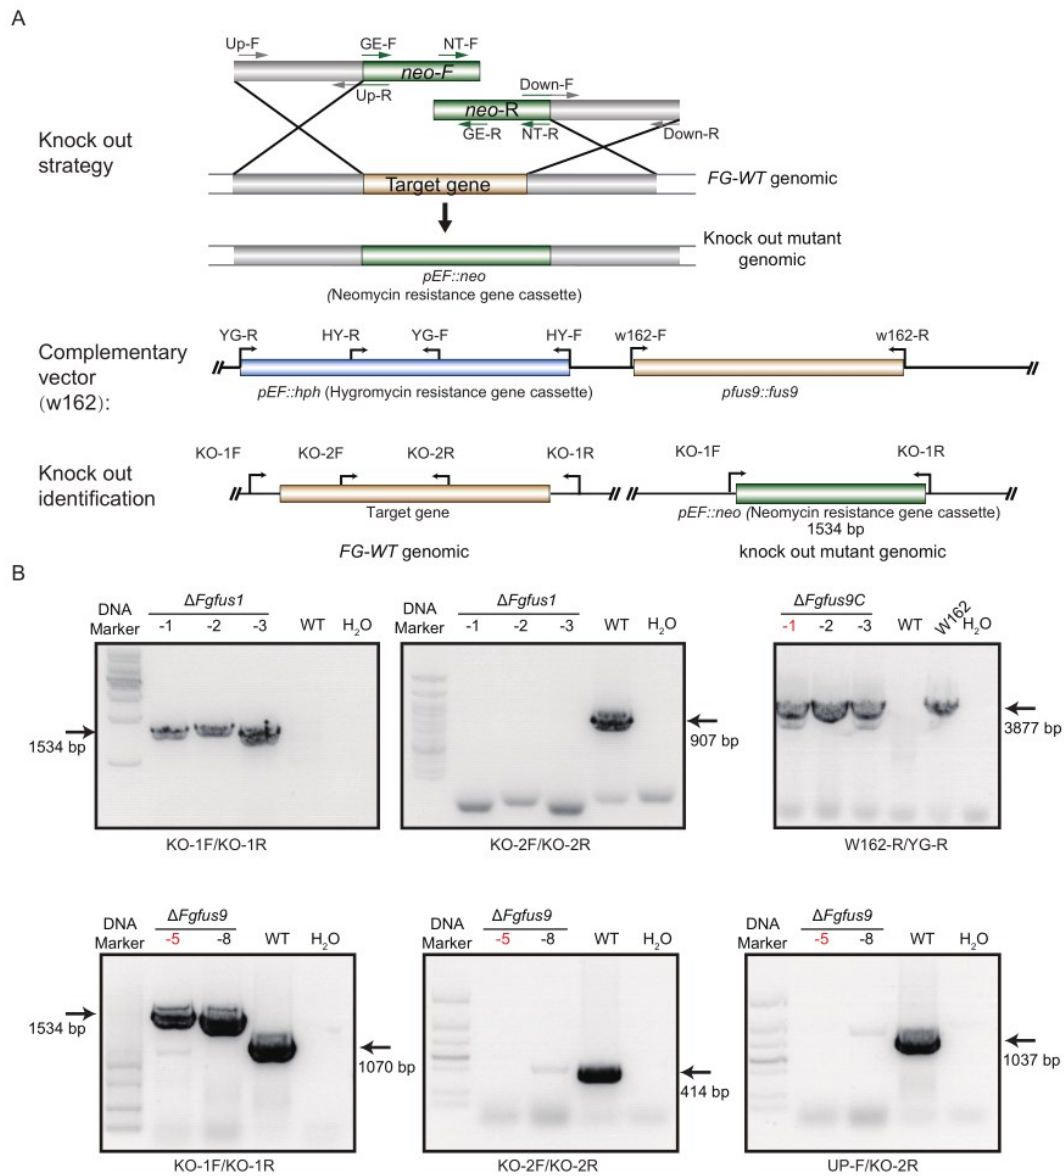 A
Up-F GE-F NT-F
neo-F
Up-R Down-F
neo-R
GE-R NT-R Down-R
Knock out
strategy
Target gene
FG-WT genomic
Knock out mutant
genomic
pEF::neo
(Neomycin resistance gene cassette)
YG-R HY-R YG-F HY-F w162-F w162-R
Complementary
vector
(w162):
pEF::hph (Hygromycin resistance gene cassette) pfus9::fus9
KO-1F KO-2F KO-2R KO-1R KO-1F KO-1R
Knock out
identification
Target gene
pEF::neo (Neomycin resistance gene cassette)
1534 bp
FG-WT genomic
knock out mutant genomic
B
DNA
Marker
ΔFgfus1
-1 -2 -3 WT H2O
1534 bp
KO-1F/KO-1R
DNA
Marker
ΔFgfus1
-1 -2 -3 WT H2O
907 bp
KO-2F/KO-2R
ΔFgfus9C
-1 -2 -3 WT W162 H2O
3877 bp
W162-R/YG-R
DNA
Marker
ΔFgfus9
-5 -8 WT H2O
1534 bp
1070 bp
KO-1F/KO-1R
DNA
Marker
ΔFgfus9
-5 -8 WT H2O
414 bp
KO-2F/KO-2R
DNA
Marker
ΔFgfus9
-5 -8 WT H2O
1037 bp
UP-F/KO-2R